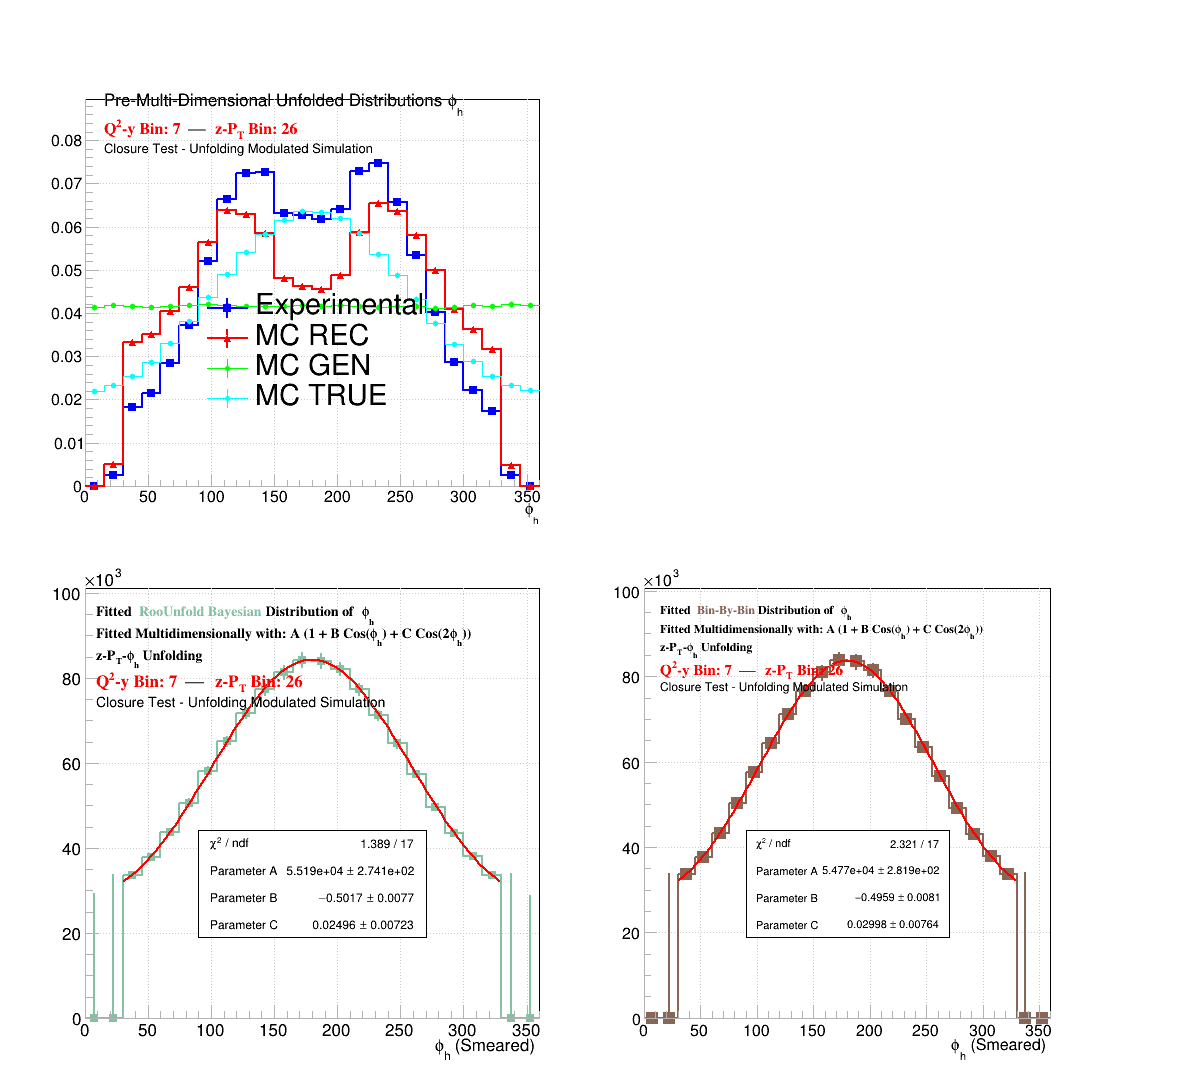 Pre-Multi-Dimensional Unfolded Distributions ϕh
Q2-y Bin: 7 — z-PT Bin: 26
Closure Test - Unfolding Modulated Simulation
0.08
0.07
0.06
0.05
0.04
0.03
0.02
0.01
0
Experimental
MC REC
MC GEN
MC TRUE
0 50 100 150 200 250 300 350
ϕh
×10³
Fitted RooUnfold Bayesian Distribution of ϕh
Fitted Multidimensionally with: A (1 + B Cos(ϕh) + C Cos(2ϕh))
z-PT-ϕh Unfolding
Q2-y Bin: 7 — z-PT Bin: 26
Closure Test - Unfolding Modulated Simulation
100
80
60
40
20
0
χ² / ndf 1.389 / 17
Parameter A 5.519e+04 ± 2.741e+02
Parameter B −0.5017 ± 0.0077
Parameter C 0.02496 ± 0.00723
0 50 100 150 200 250 300 350
ϕh (Smeared)
×10³
Fitted Bin-By-Bin Distribution of ϕh
Fitted Multidimensionally with: A (1 + B Cos(ϕh) + C Cos(2ϕh))
z-PT-ϕh Unfolding
Q2-y Bin: 7 — z-PT Bin: 26
Closure Test - Unfolding Modulated Simulation
100
80
60
40
20
0
χ² / ndf 2.321 / 17
Parameter A 5.477e+04 ± 2.819e+02
Parameter B −0.4959 ± 0.0081
Parameter C 0.02998 ± 0.00764
0 50 100 150 200 250 300 350
ϕh (Smeared)